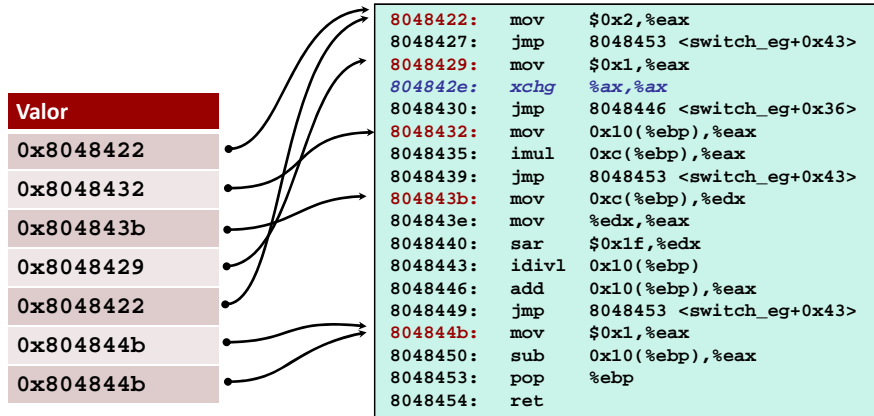 Valor
0x8048422
0x8048432
0x804843b
0x8048429
0x8048422
0x804844b
0x804844b
8048422: mov $0x2,%eax
8048427: jmp 8048453 <switch_eg+0x43>
8048429: mov $0x1,%eax
804842e: xchg %ax,%ax
8048430: jmp 8048446 <switch_eg+0x36>
8048432: mov 0x10(%ebp),%eax
8048435: imul 0xc(%ebp),%eax
8048439: jmp 8048453 <switch_eg+0x43>
804843b: mov 0xc(%ebp),%edx
804843e: mov %edx,%eax
8048440: sar $0x1f,%edx
8048443: idivl 0x10(%ebp)
8048446: add 0x10(%ebp),%eax
8048449: jmp 8048453 <switch_eg+0x43>
804844b: mov $0x1,%eax
8048450: sub 0x10(%ebp),%eax
8048453: pop %ebp
8048454: ret